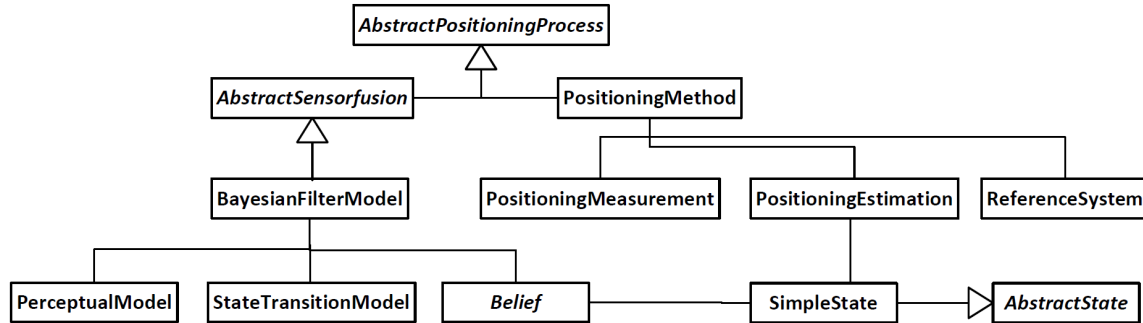 AbstractPositioningProcess
AbstractSensorfusion
PositioningMethod
BayesianFilterModel
PositioningMeasurement
PositioningEstimation
ReferenceSystem
PerceptualModel
StateTransitionModel
Belief
SimpleState
AbstractState